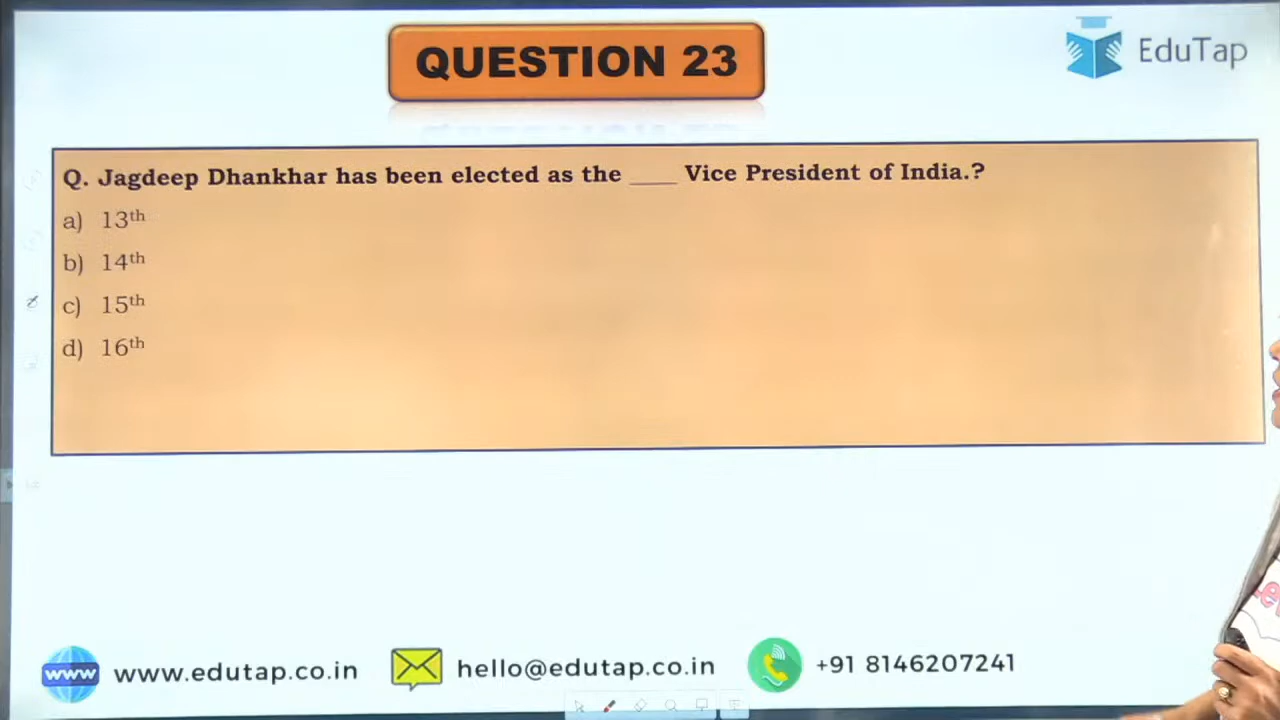 QUESTION 23
EduTap
Q. Jagdeep Dhankhar has been elected as the ____ Vice President of India.?
a) 13th
b) 14th
c) 15th
d) 16th
www www.edutap.co.in
hello@edutap.co.in
+91 8146207241